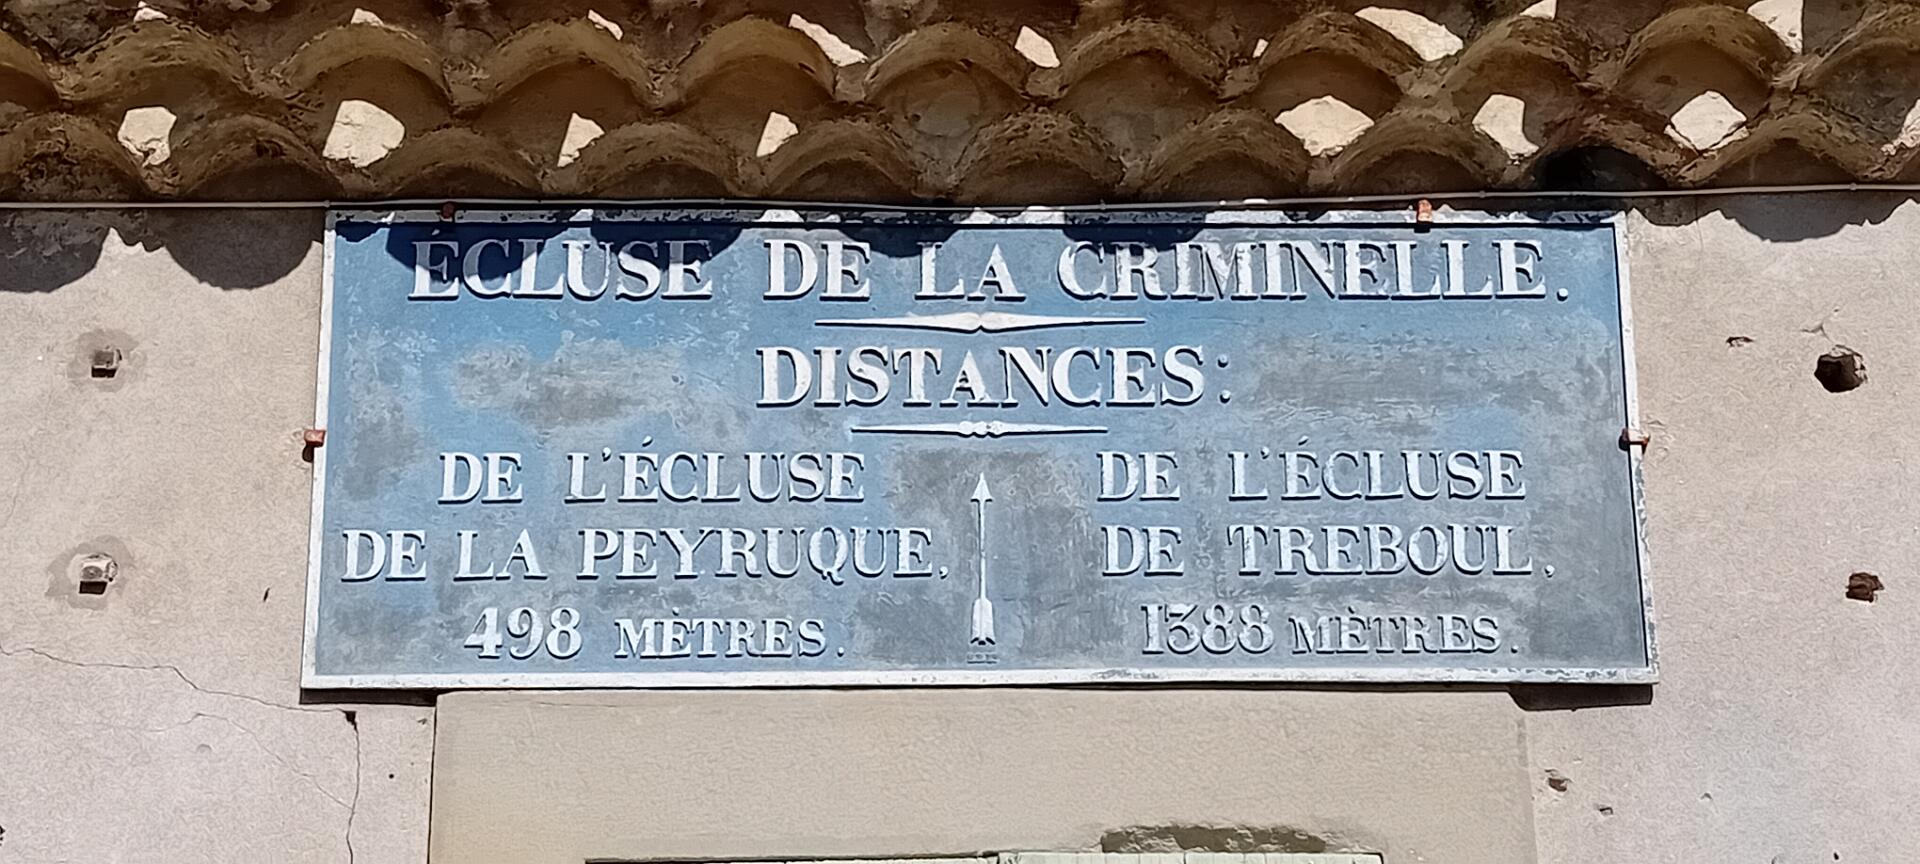 ÉCLUSE DE LA CRIMINELLE.
DISTANCES:
DE L'ÉCLUSE
DE LA PEYRUQUE,
498 MÈTRES.
DE L'ÉCLUSE
DE TREBOUL,
1388 MÈTRES.